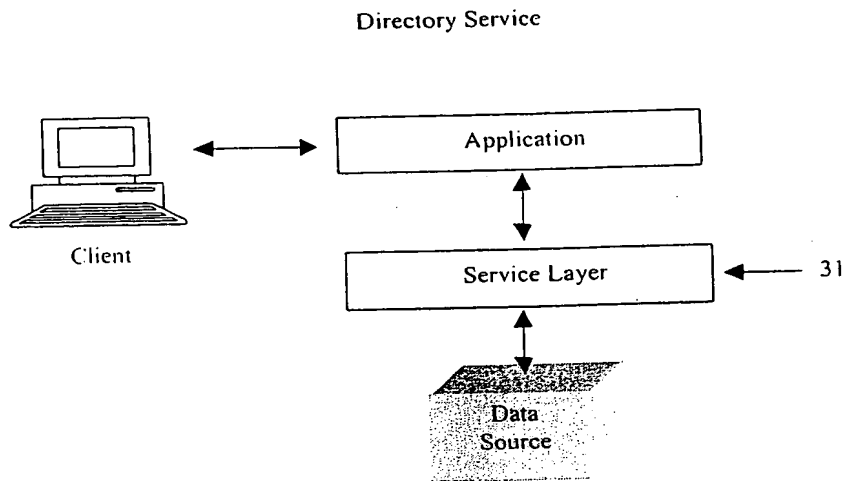 Directory Service
Application
Client
Service Layer
31
Data
Source